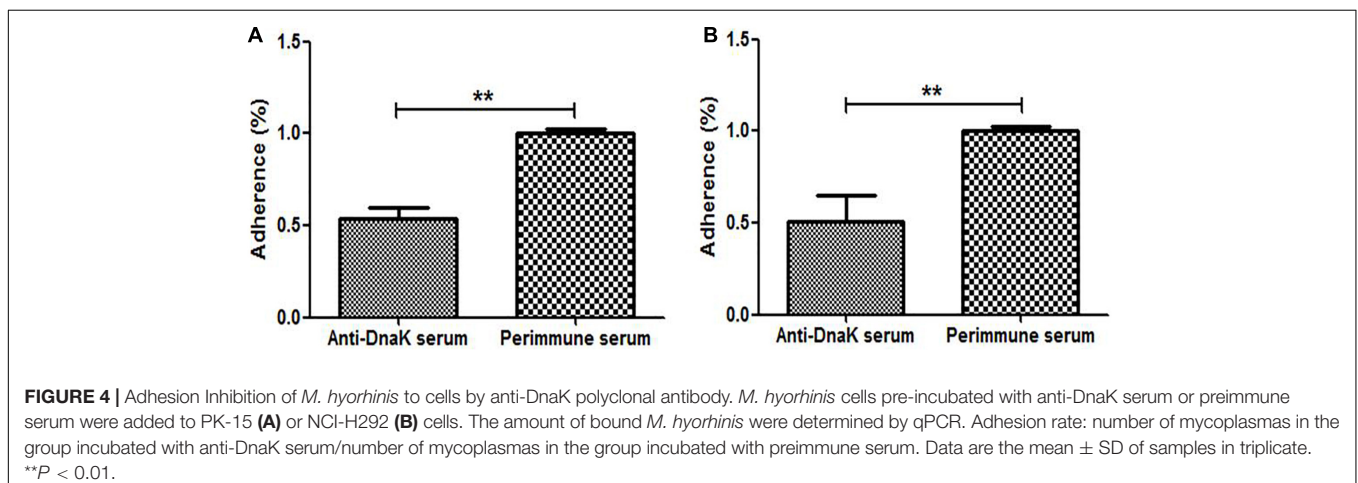 A
B
1.5
1.0
0.5
0.0
Adherence (%)
**
Anti-DnaK serum Perimmune serum
1.5
1.0
0.5
0.0
Adherence (%)
**
Anti-DnaK serum Perimmune serum
FIGURE 4 | Adhesion Inhibition of M. hyorhinis to cells by anti-DnaK polyclonal antibody. M. hyorhinis cells pre-incubated with anti-DnaK serum or preimmune
serum were added to PK-15 (A) or NCI-H292 (B) cells. The amount of bound M. hyorhinis were determined by qPCR. Adhesion rate: number of mycoplasmas in the
group incubated with anti-DnaK serum/number of mycoplasmas in the group incubated with preimmune serum. Data are the mean ± SD of samples in triplicate.
**P < 0.01.